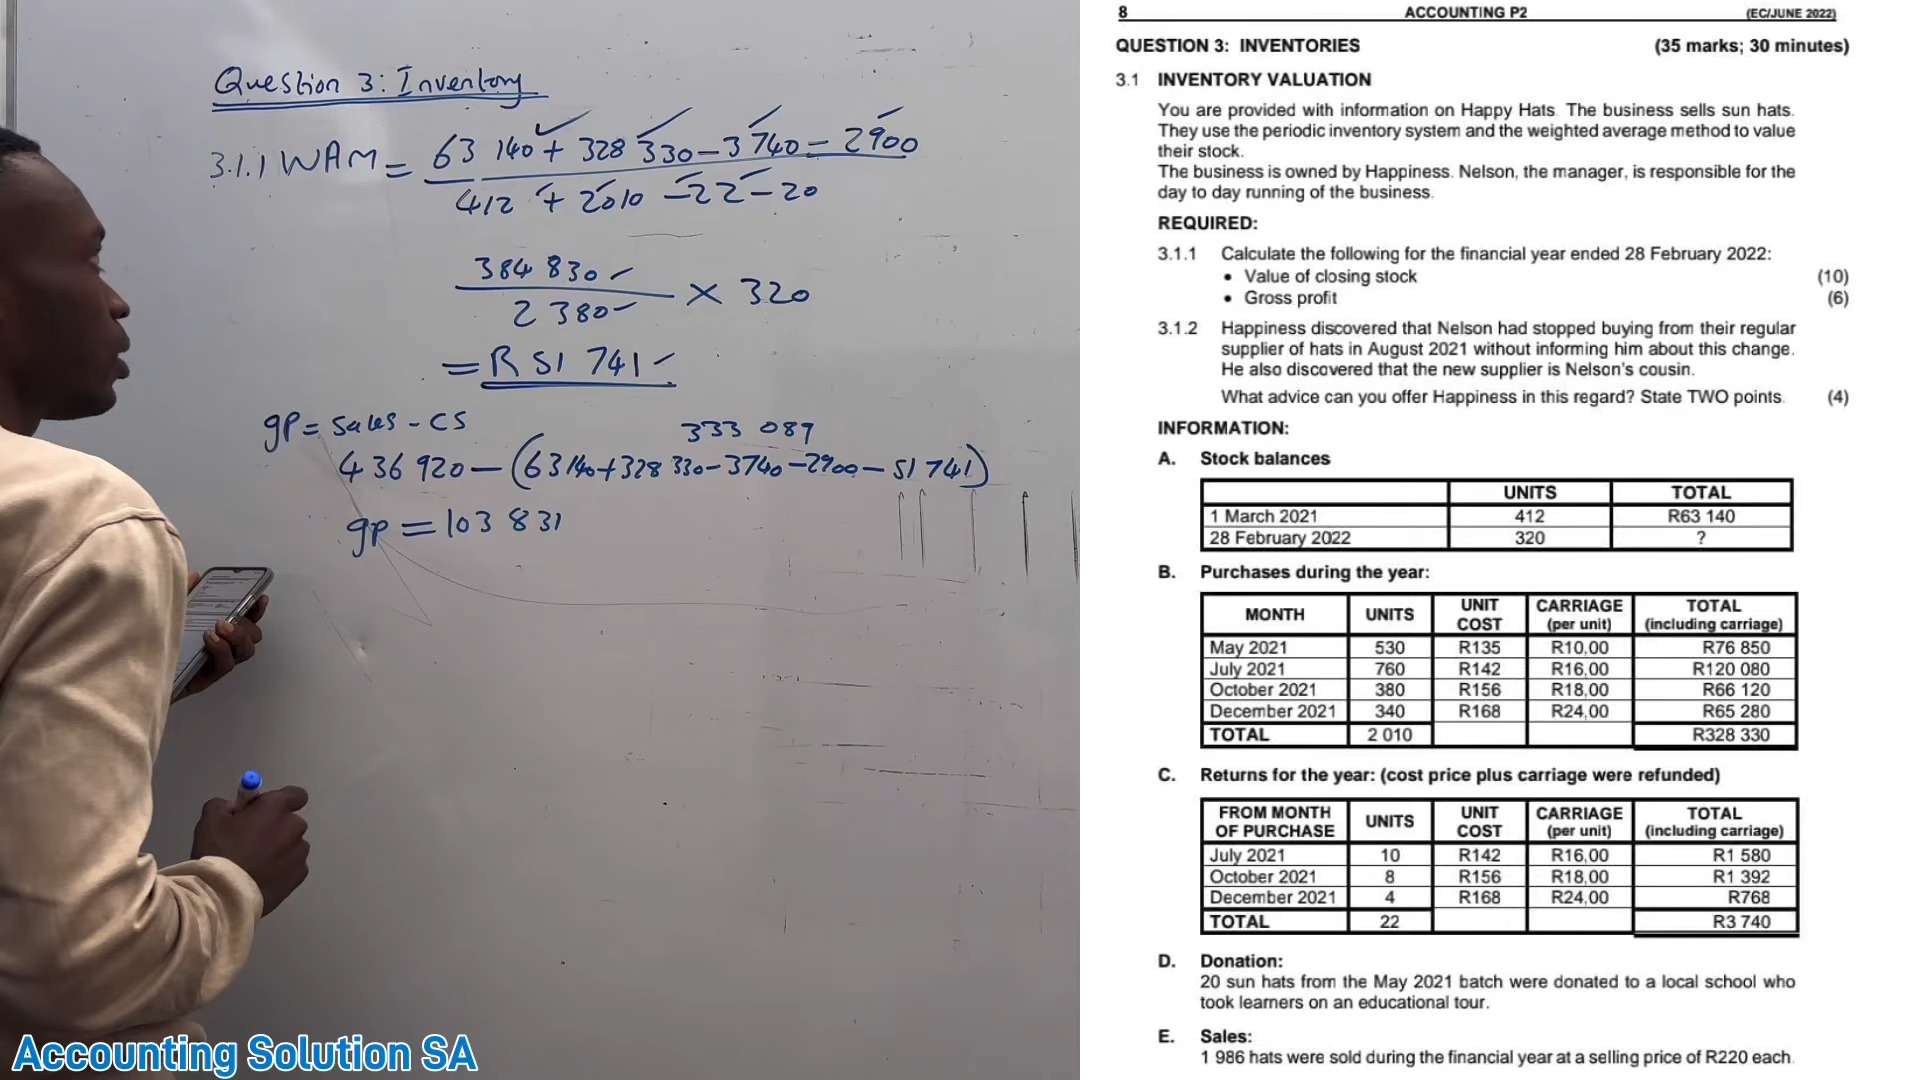 Question 3: Inventory
3.1.1 WAM = 63 140 + 328 330 - 3 740 - 2 900
412 + 2010 - 22 - 20
384 830
2 380
× 320
= R 51 741
gp = sales - CS
333 089
436 920 - (63 140 + 328 330 - 3740 - 2900 - 51 741)
gp = 103 831
Accounting Solution SA
8 ACCOUNTING P2 (EC/JUNE 2022)
QUESTION 3: INVENTORIES (35 marks; 30 minutes)
3.1 INVENTORY VALUATION
You are provided with information on Happy Hats. The business sells sun hats.
They use the periodic inventory system and the weighted average method to value
their stock.
The business is owned by Happiness. Nelson, the manager, is responsible for the
day to day running of the business.
REQUIRED:
3.1.1 Calculate the following for the financial year ended 28 February 2022:
• Value of closing stock (10)
• Gross profit (6)
3.1.2 Happiness discovered that Nelson had stopped buying from their regular
supplier of hats in August 2021 without informing him about this change.
He also discovered that the new supplier is Nelson's cousin.
What advice can you offer Happiness in this regard? State TWO points. (4)
INFORMATION:
A. Stock balances
UNITS TOTAL
1 March 2021 412 R63 140
28 February 2022 320 ?
B. Purchases during the year:
MONTH UNITS UNIT COST CARRIAGE (per unit) TOTAL (including carriage)
May 2021 530 R135 R10,00 R76 850
July 2021 760 R142 R16,00 R120 080
October 2021 380 R156 R18,00 R66 120
December 2021 340 R168 R24,00 R65 280
TOTAL 2 010 R328 330
C. Returns for the year: (cost price plus carriage were refunded)
FROM MONTH OF PURCHASE UNITS UNIT COST CARRIAGE (per unit) TOTAL (including carriage)
July 2021 10 R142 R16,00 R1 580
October 2021 8 R156 R18,00 R1 392
December 2021 4 R168 R24,00 R768
TOTAL 22 R3 740
D. Donation:
20 sun hats from the May 2021 batch were donated to a local school who
took learners on an educational tour.
E. Sales:
1 986 hats were sold during the financial year at a selling price of R220 each.